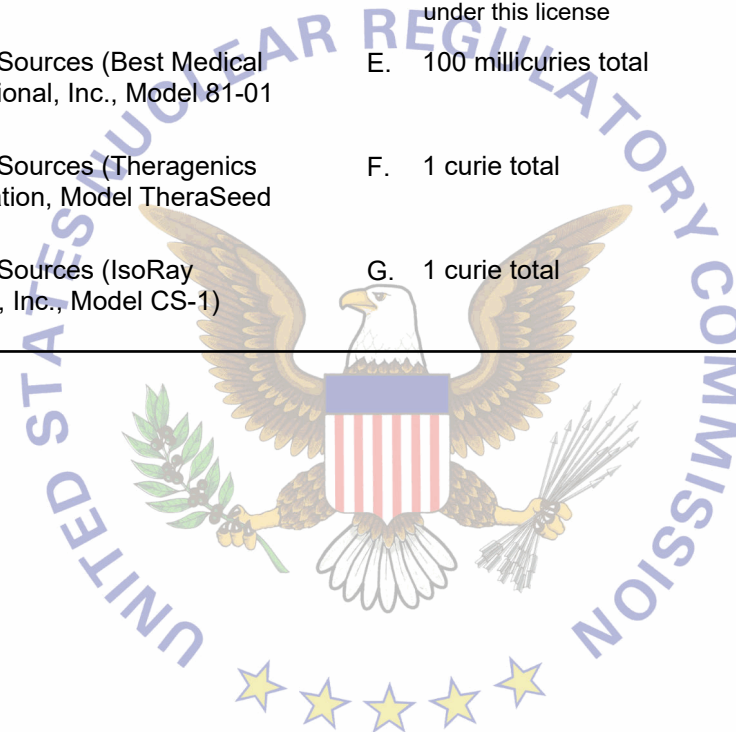 under this license
Sources (Best Medical E. 100 millicuries total
ional, Inc., Model 81-01
Sources (Theragenics F. 1 curie total
ation, Model TheraSeed
Sources (IsoRay G. 1 curie total
, Inc., Model CS-1)
UNITED STATES NUCLEAR REGULATORY COMMISSION